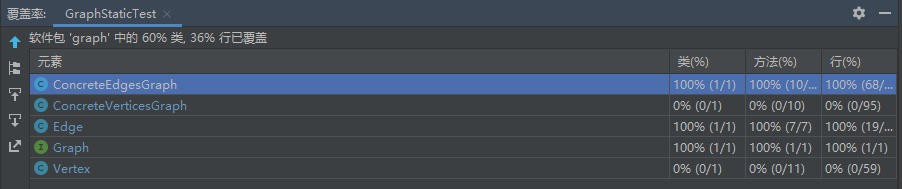 覆盖率: GraphStaticTest
软件包 'graph' 中的 60% 类, 36% 行已覆盖
元素 类(%) 方法(%) 行(%)
ConcreteEdgesGraph 100% (1/1) 100% (10/... 100% (68/...
ConcreteVerticesGraph 0% (0/1) 0% (0/10) 0% (0/95)
Edge 100% (1/1) 100% (7/7) 100% (19/...
Graph 100% (1/1) 100% (1/1) 100% (1/1)
Vertex 0% (0/1) 0% (0/11) 0% (0/59)